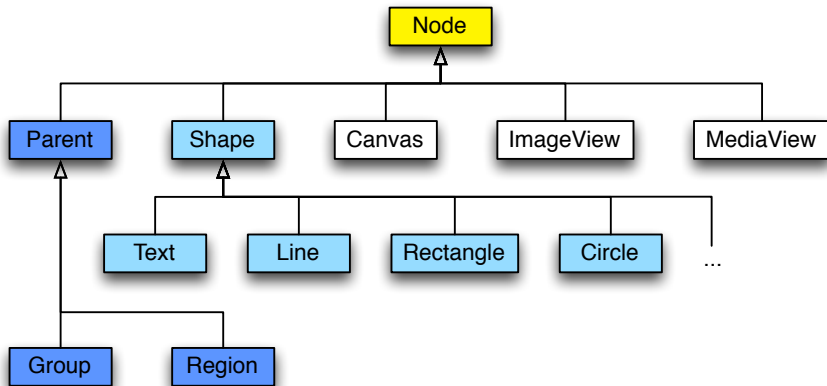 Node
Parent
Shape
Canvas
ImageView
MediaView
Text
Line
Rectangle
Circle
...
Group
Region